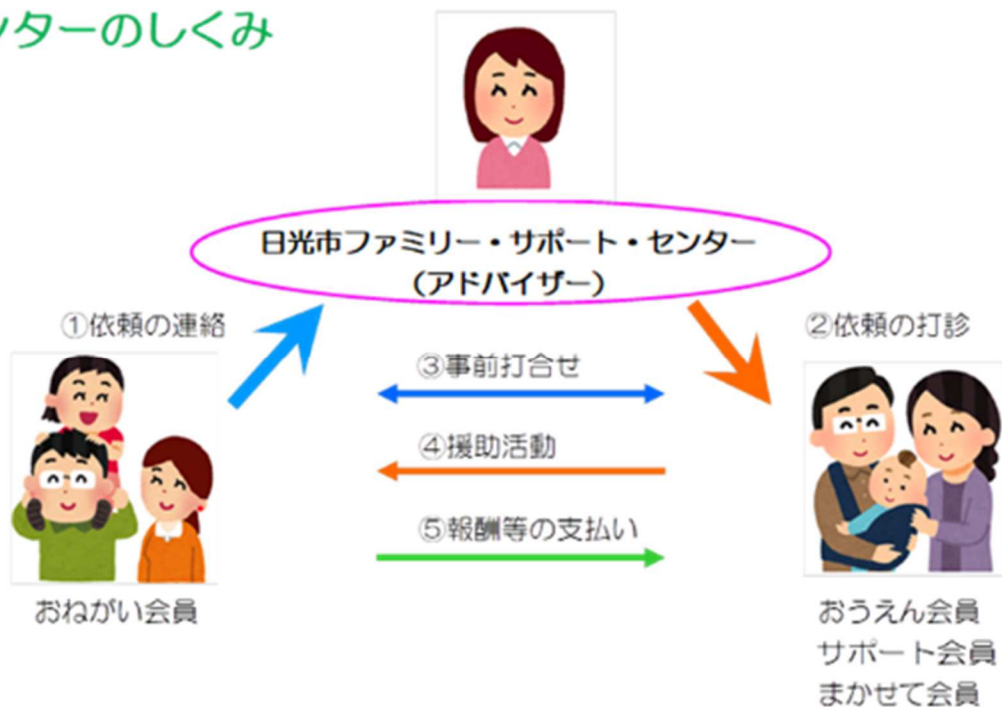 ンターのしくみ
日光市ファミリー・サポート・センター
(アドバイザー)
①依頼の連絡
②依頼の打診
③事前打合せ
④援助活動
⑤報酬等の支払い
おねがい会員
おうえん会員
サポート会員
まかせて会員